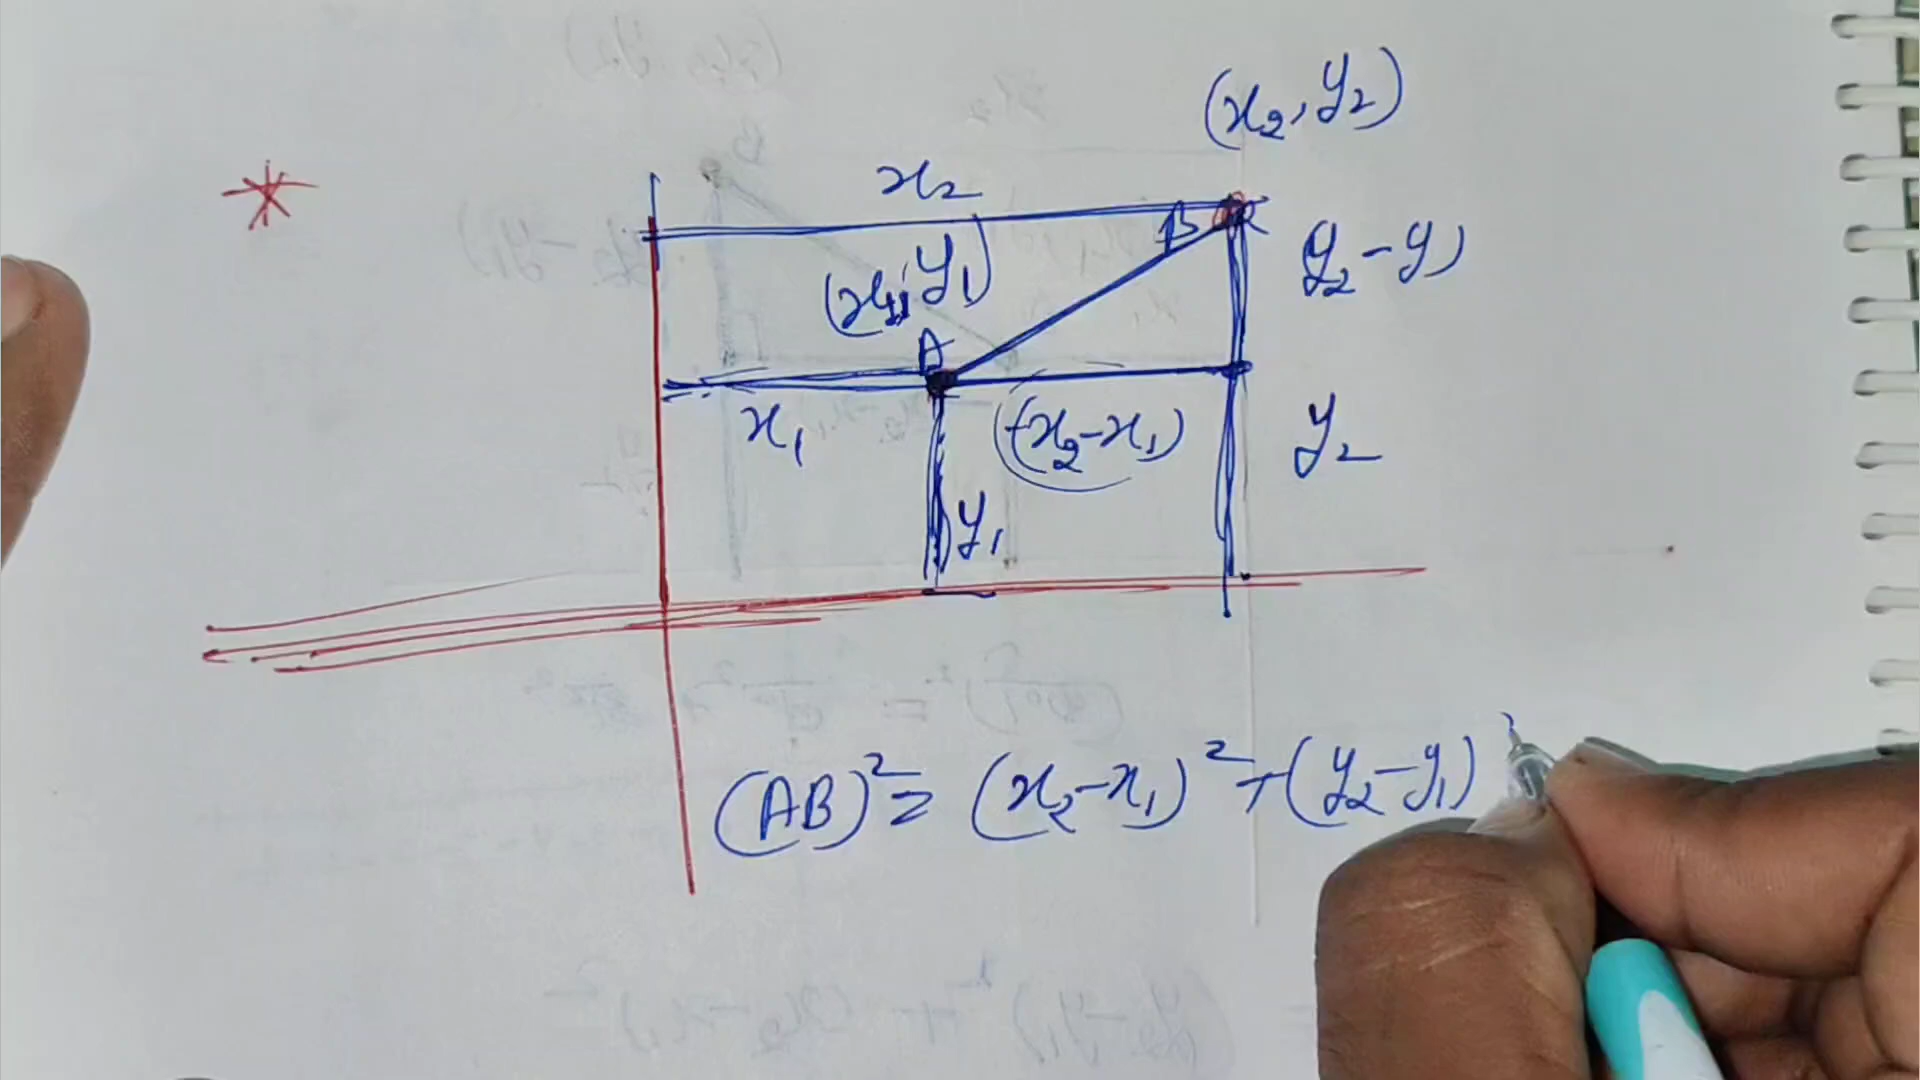 (x₂, y₂)
*
x₂
B
(x₁, y₁)
y₂-y₁
A
x₁
(x₂-x₁)
y₂
y₁
(AB)² = (x₂-x₁)² + (y₂-y₁)